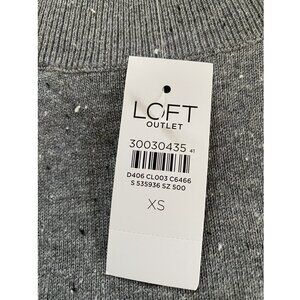 LOFT
OUTLET
30030435 41
D406 CL003 C6466
S 535936 SZ 500
XS